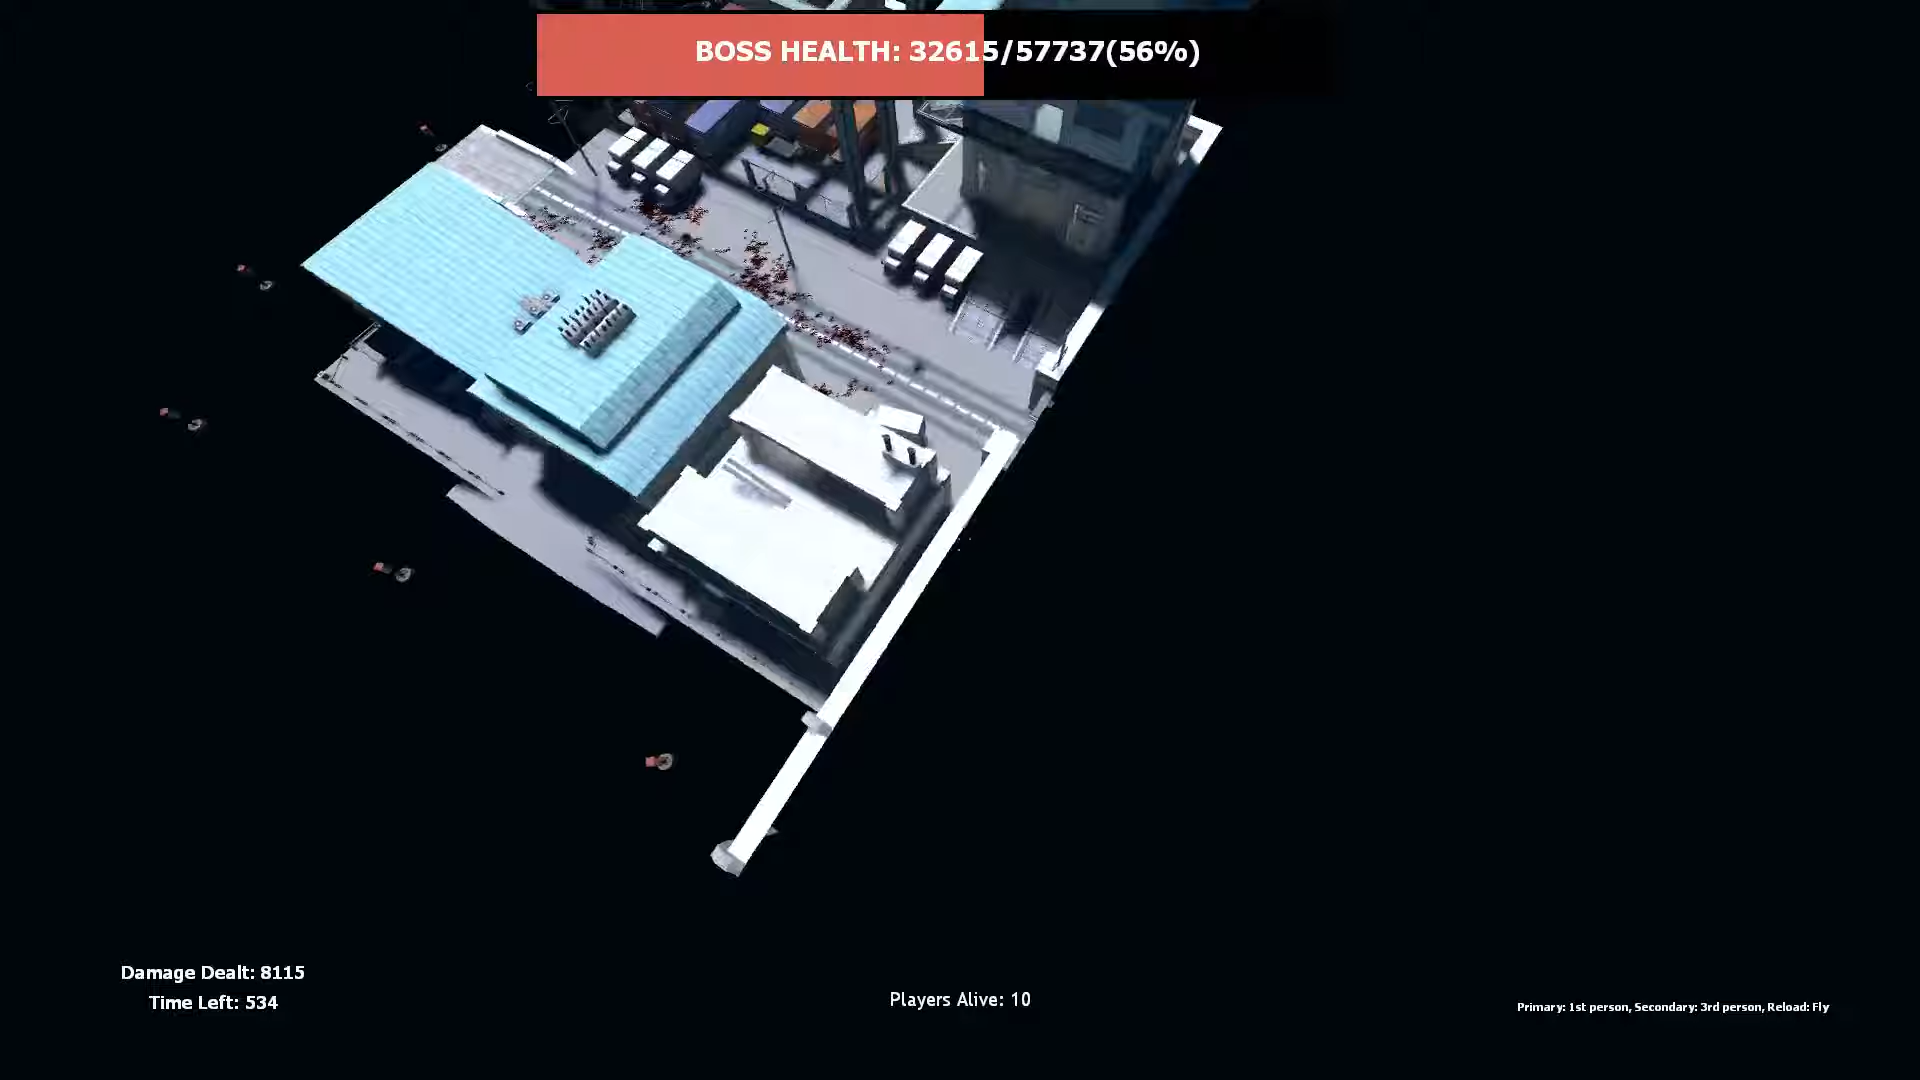 BOSS HEALTH: 32615/57737(56%)
Damage Dealt: 8115
Time Left: 534
Players Alive: 10
Primary: 1st person, Secondary: 3rd person, Reload: Fly